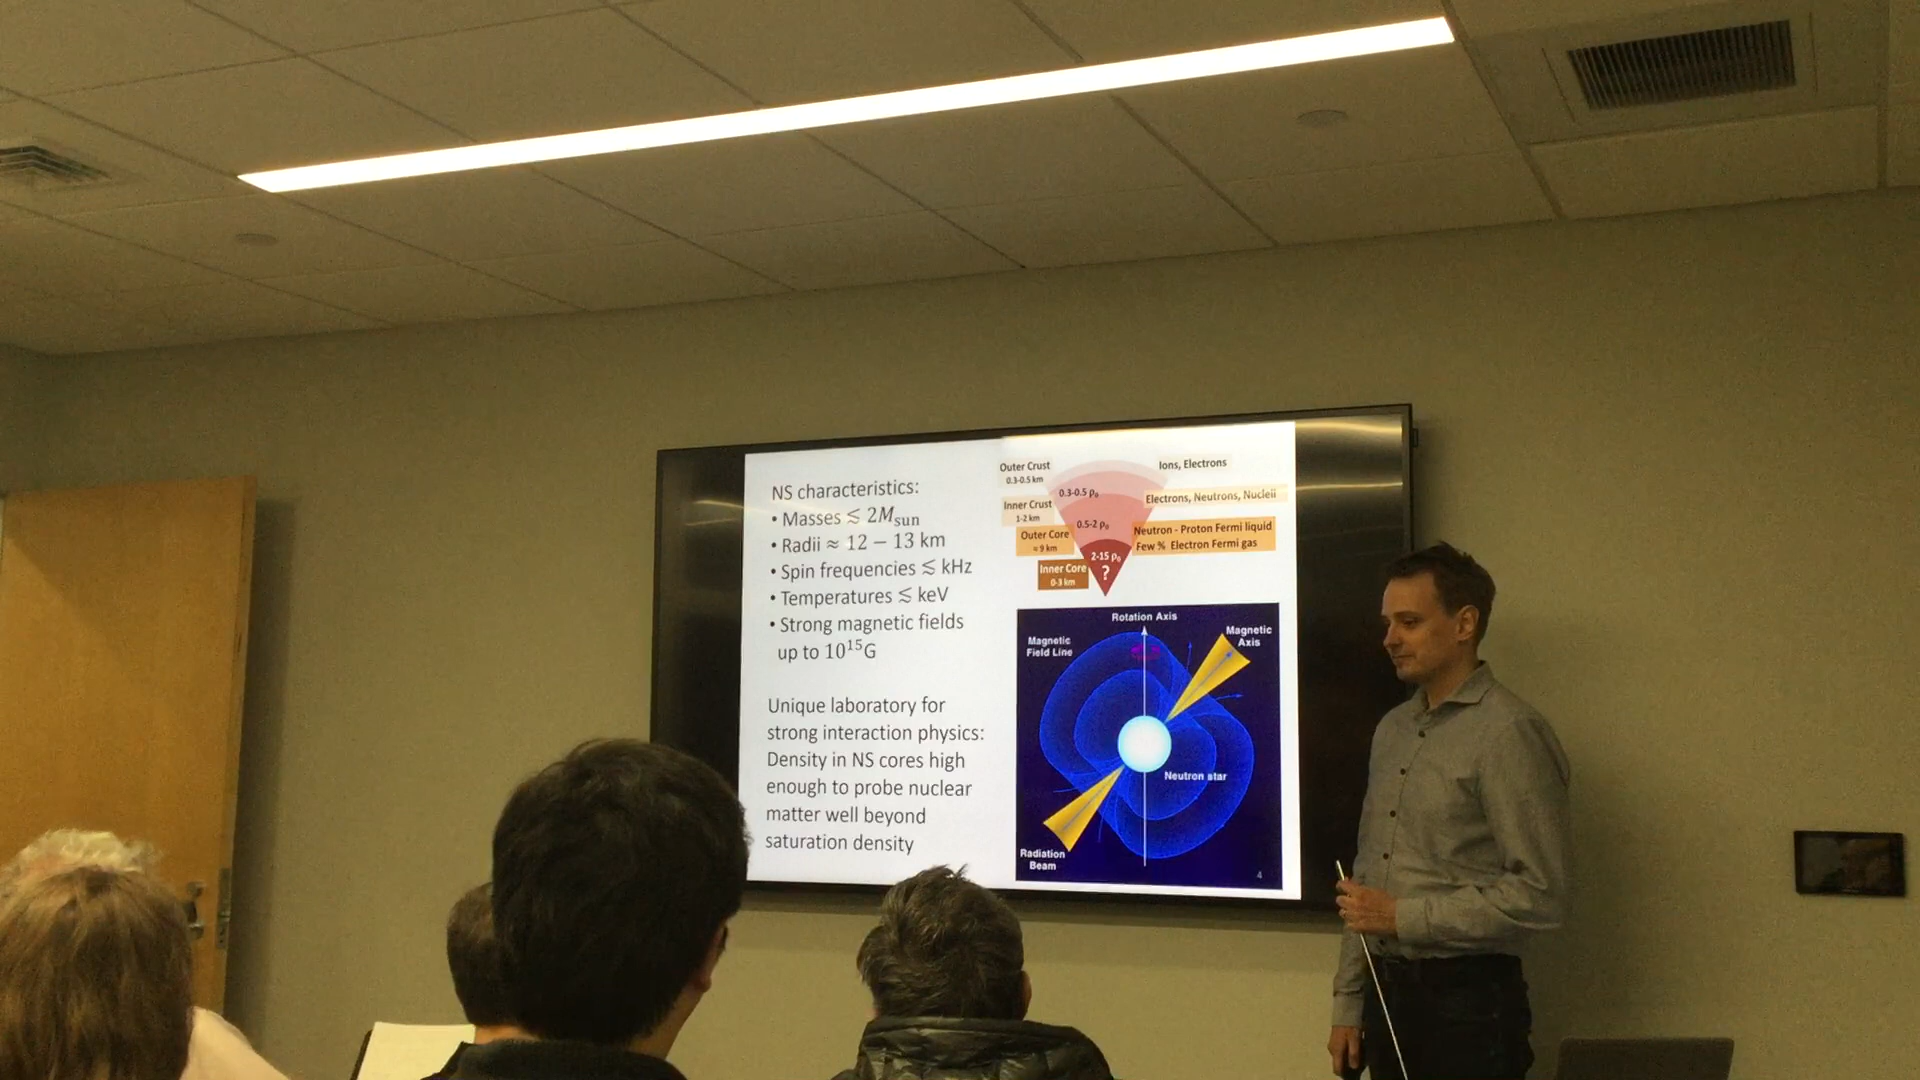 NS characteristics:
• Masses ≲ 2M_sun
• Radii ≈ 12 − 13 km
• Spin frequencies ≲ kHz
• Temperatures ≲ keV
• Strong magnetic fields
up to 10¹⁵G
Unique laboratory for
strong interaction physics:
Density in NS cores high
enough to probe nuclear
matter well beyond
saturation density
Outer Crust
0.3-0.5 km
Inner Crust
1-2 km
Outer Core
≈ 9 km
Inner Core
0-3 km
0.3-0.5 ρ₀
0.5-2 ρ₀
2-15 ρ₀
?
Ions, Electrons
Electrons, Neutrons, Nucleii
Neutron - Proton Fermi liquid
Few % Electron Fermi gas
Rotation Axis
Magnetic
Field Line
Magnetic
Axis
Neutron star
Radiation
Beam
4